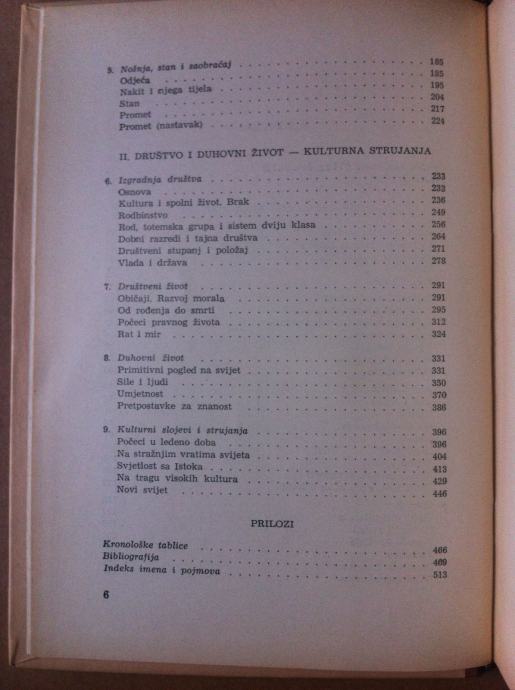 5. Nošnja, stan i saobraćaj . . . . . . . . . . . . . . . . 185
Odjeća . . . . . . . . . . . . . . . . 185
Nakit i njega tijela . . . . . . . . . . . . . . . . 195
Stan . . . . . . . . . . . . . . . . 204
Promet . . . . . . . . . . . . . . . . 217
Promet (nastavak) . . . . . . . . . . . . . . . . 224
II. DRUŠTVO I DUHOVNI ŽIVOT — KULTURNA STRUJANJA
6. Izgradnja društva . . . . . . . . . . . . . . . . 233
Osnova . . . . . . . . . . . . . . . . 233
Kultura i spolni život. Brak . . . . . . . . . . . . . . . . 236
Rodbinstvo . . . . . . . . . . . . . . . . 249
Rod, totemska grupa i sistem dviju klasa . . . . . . . . . . 256
Dobni razredi i tajna društva . . . . . . . . . . . . . . 264
Društveni stupanj i položaj . . . . . . . . . . . . . . 271
Vlada i država . . . . . . . . . . . . . . . . 278
7. Društveni život . . . . . . . . . . . . . . . . 291
Običaji. Razvoj morala . . . . . . . . . . . . . . . . 291
Od rođenja do smrti . . . . . . . . . . . . . . . . 295
Počeci pravnog života . . . . . . . . . . . . . . . . 312
Rat i mir . . . . . . . . . . . . . . . . 324
8. Duhovni život . . . . . . . . . . . . . . . . 331
Primitivni pogled na svijet . . . . . . . . . . . . . . . . 331
Sile i ljudi . . . . . . . . . . . . . . . . 350
Umjetnost . . . . . . . . . . . . . . . . 370
Pretpostavke za znanost . . . . . . . . . . . . . . . . 386
9. Kulturni slojevi i strujanja . . . . . . . . . . . . . . . . 396
Počeci u ledeno doba . . . . . . . . . . . . . . . . 396
Na stražnjim vratima svijeta . . . . . . . . . . . . . . . . 404
Svjetlost sa Istoka . . . . . . . . . . . . . . . . 413
Na tragu visokih kultura . . . . . . . . . . . . . . . . 429
Novi svijet . . . . . . . . . . . . . . . . 446
PRILOZI
Kronološke tablice . . . . . . . . . . . . . . . . 466
Bibliografija . . . . . . . . . . . . . . . . 469
Indeks imena i pojmova . . . . . . . . . . . . . . . . 513
6